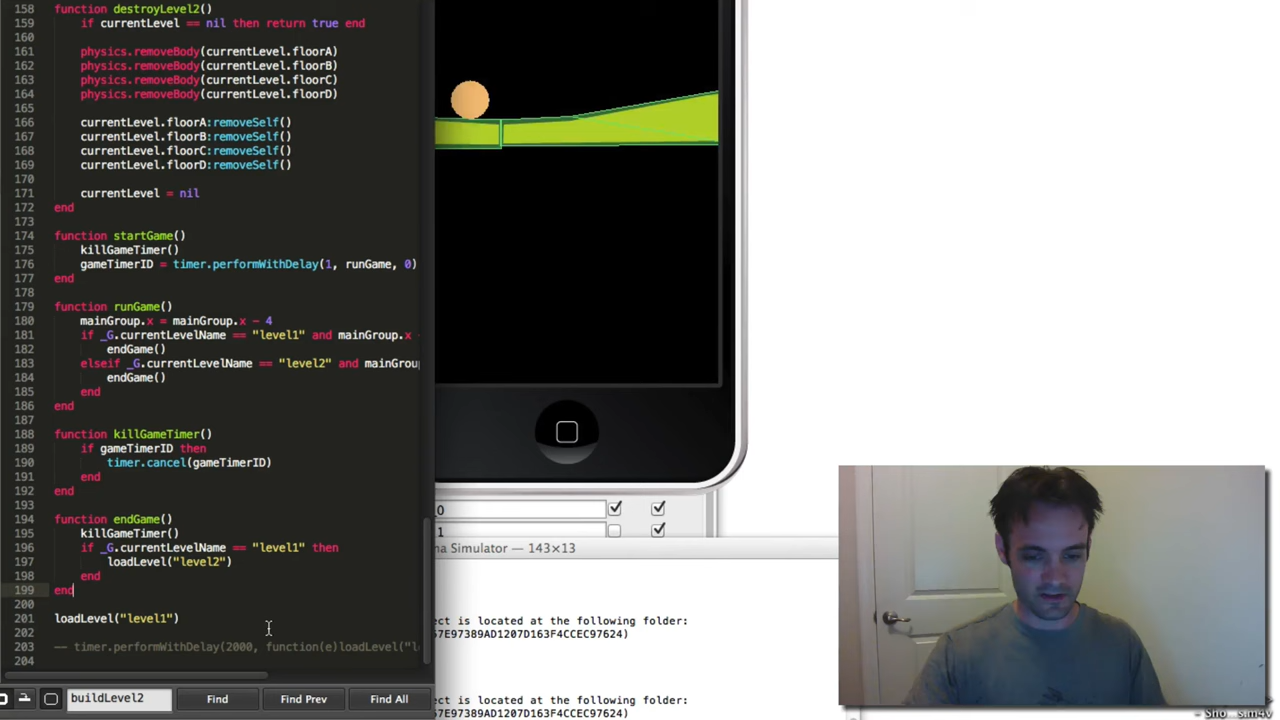 158 function destroyLevel2()
159 if currentLevel == nil then return true end
160
161 physics.removeBody(currentLevel.floorA)
162 physics.removeBody(currentLevel.floorB)
163 physics.removeBody(currentLevel.floorC)
164 physics.removeBody(currentLevel.floorD)
165
166 currentLevel.floorA:removeSelf()
167 currentLevel.floorB:removeSelf()
168 currentLevel.floorC:removeSelf()
169 currentLevel.floorD:removeSelf()
170
171 currentLevel = nil
172 end
173
174 function startGame()
175 killGameTimer()
176 gameTimerID = timer.performWithDelay(1, runGame, 0)
177 end
178
179 function runGame()
180 mainGroup.x = mainGroup.x - 4
181 if _G.currentLevelName == "level1" and mainGroup.x
182 endGame()
183 elseif _G.currentLevelName == "level2" and mainGrou
184 endGame()
185 end
186 end
187
188 function killGameTimer()
189 if gameTimerID then
190 timer.cancel(gameTimerID)
191 end
192 end
193
194 function endGame()
195 killGameTimer()
196 if _G.currentLevelName == "level1" then
197 loadLevel("level2")
198 end
199 end
200
201 loadLevel("level1")
202
203 -- timer.performWithDelay(2000, function(e)loadLevel("l
204
buildLevel2 Find Find Prev Find All
_0
_1
ma Simulator — 143×13
ect is located at the following folder:
57E97389AD1207D163F4CCEC97624)
ect is located at the following folder:
57E97389AD1207D163F4CCEC97624)
- Sho...s.m4v